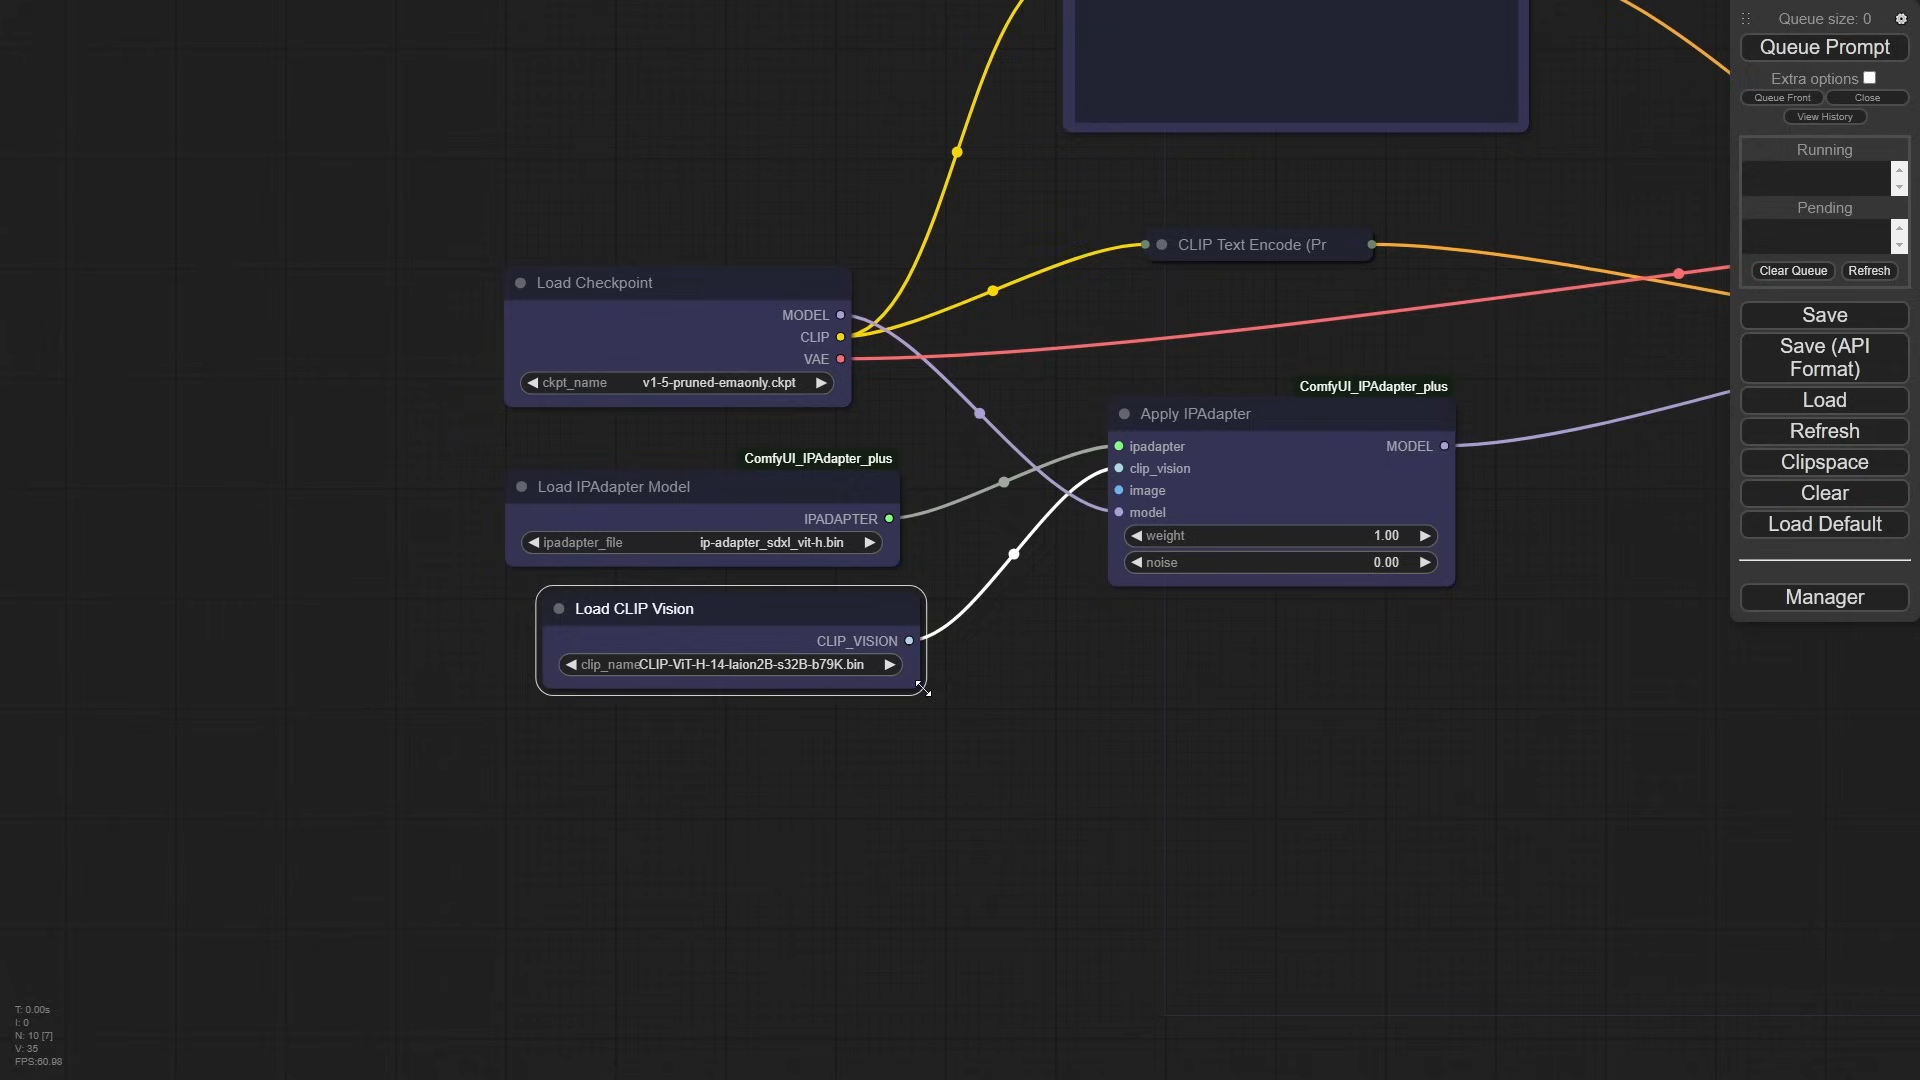 Queue size: 0
Queue Prompt
Extra options
Queue Front
Close
View History
Running
Pending
Clear Queue
Refresh
Save
Save (API
Format)
Load
Refresh
Clipspace
Clear
Load Default
Manager
CLIP Text Encode (Pr
Load Checkpoint
MODEL
CLIP
VAE
ckpt_name v1-5-pruned-emaonly.ckpt
ComfyUI_IPAdapter_plus
Apply IPAdapter
ipadapter MODEL
clip_vision
image
model
weight 1.00
noise 0.00
ComfyUI_IPAdapter_plus
Load IPAdapter Model
IPADAPTER
ipadapter_file ip-adapter_sdxl_vit-h.bin
Load CLIP Vision
CLIP_VISION
clip_nameCLIP-ViT-H-14-laion2B-s32B-b79K.bin
T: 0.00s
I: 0
N: 10 [7]
V: 35
FPS:60.98